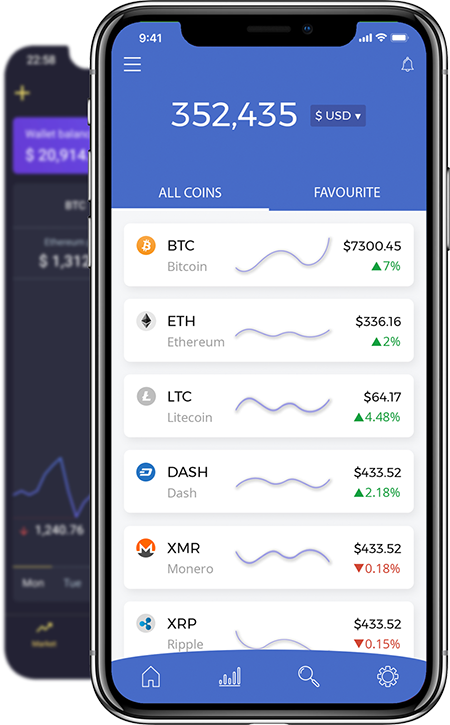 9:41
352,435
$ USD ▾
ALL COINS
FAVOURITE
BTC
$7300.45
Bitcoin
▲7%
ETH
$336.16
Ethereum
▲2%
LTC
$64.17
Litecoin
▲4.48%
DASH
$433.52
Dash
▲2.18%
XMR
$433.52
Monero
▼0.18%
XRP
$433.52
Ripple
▼0.15%
22:58
+
Wallet balan
$ 20,914.
BTC
Ethereum
$ 1,312
1,240.76
Mon
Tue
Market